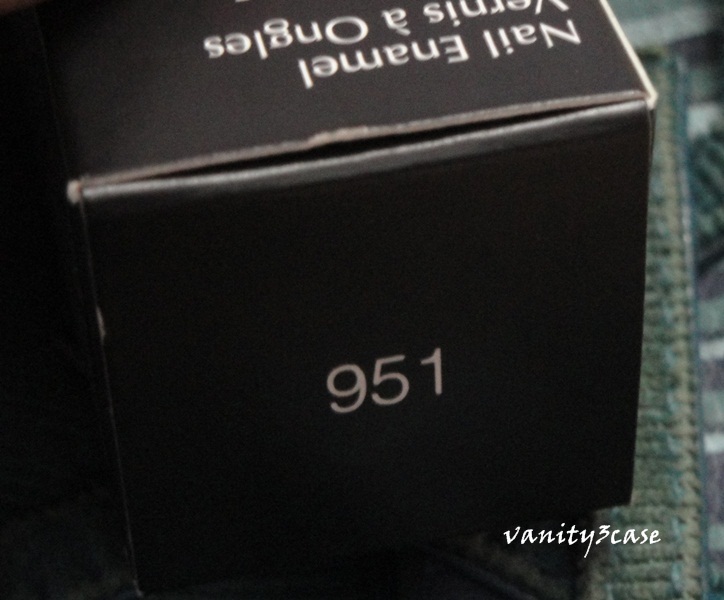 Nail Enamel
Vernis à Ongles
951
vanity3case